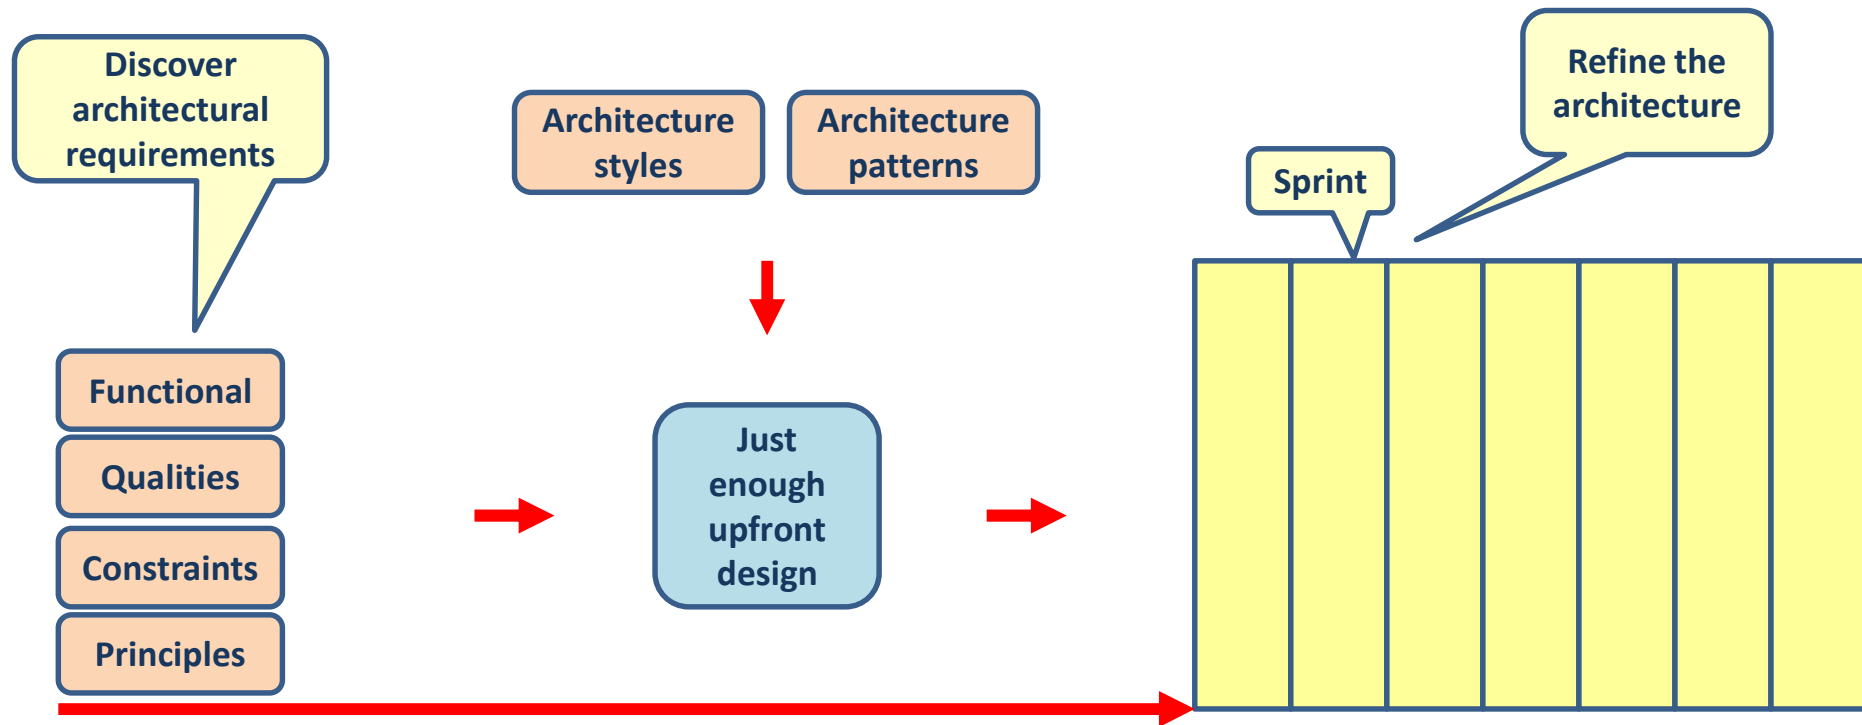 Discover
architectural
requirements
Architecture
styles
Architecture
patterns
Refine the
architecture
Sprint
Functional
Qualities
Constraints
Principles
Just
enough
upfront
design